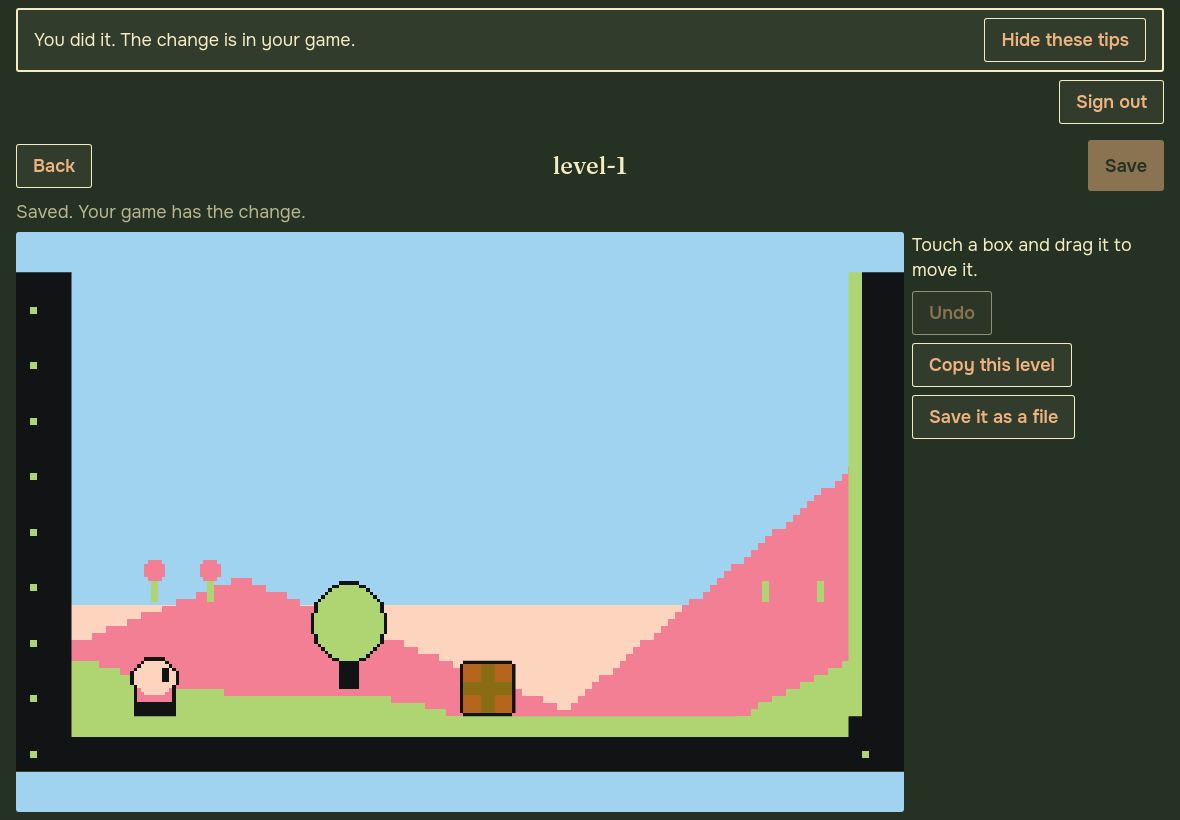 You did it. The change is in your game.
Hide these tips
Sign out
Back
level-1
Save
Saved. Your game has the change.
Touch a box and drag it to
move it.
Undo
Copy this level
Save it as a file